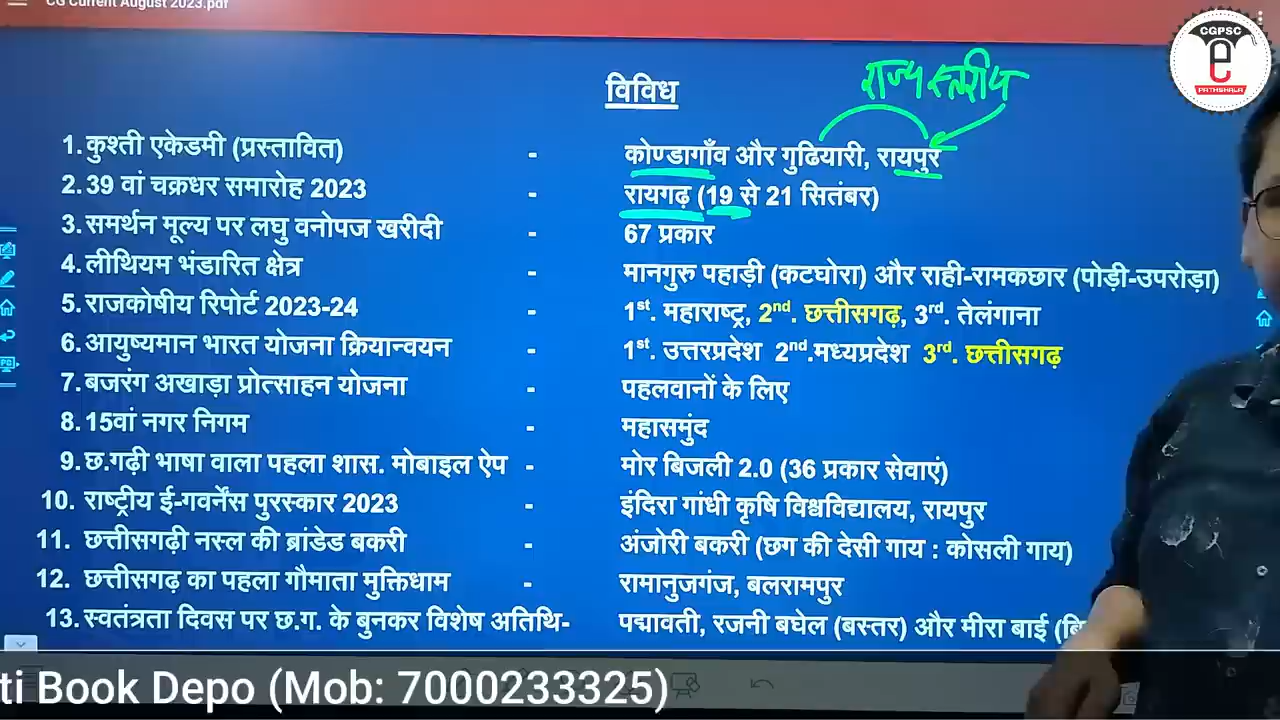 CG Current August 2023.pdf
CGPSC
e
PATHSHALA
राज्य स्तरीय
विविध
1. कुश्ती एकेडमी (प्रस्तावित) - कोण्डागाँव और गुढियारी, रायपुर
2. 39 वां चक्रधर समारोह 2023 - रायगढ़ (19 से 21 सितंबर)
3. समर्थन मूल्य पर लघु वनोपज खरीदी - 67 प्रकार
4. लीथियम भंडारित क्षेत्र - मानगुरु पहाड़ी (कटघोरा) और राही-रामकछार (पोड़ी-उपरोड़ा)
5. राजकोषीय रिपोर्ट 2023-24 - 1st. महाराष्ट्र, 2nd. छत्तीसगढ़, 3rd. तेलंगाना
6. आयुष्यमान भारत योजना क्रियान्वयन - 1st. उत्तरप्रदेश 2nd.मध्यप्रदेश 3rd. छत्तीसगढ़
7. बजरंग अखाड़ा प्रोत्साहन योजना - पहलवानों के लिए
8. 15वां नगर निगम - महासमुंद
9. छ.गढ़ी भाषा वाला पहला शास. मोबाइल ऐप - मोर बिजली 2.0 (36 प्रकार सेवाएं)
10. राष्ट्रीय ई-गवर्नेंस पुरस्कार 2023 - इंदिरा गांधी कृषि विश्वविद्यालय, रायपुर
11. छत्तीसगढ़ी नस्ल की ब्रांडेड बकरी - अंजोरी बकरी (छग की देसी गाय : कोसली गाय)
12. छत्तीसगढ़ का पहला गौमाता मुक्तिधाम - रामानुजगंज, बलरामपुर
13. स्वतंत्रता दिवस पर छ.ग. के बुनकर विशेष अतिथि- पद्मावती, रजनी बघेल (बस्तर) और मीरा बाई
ti Book Depo (Mob: 7000233325)